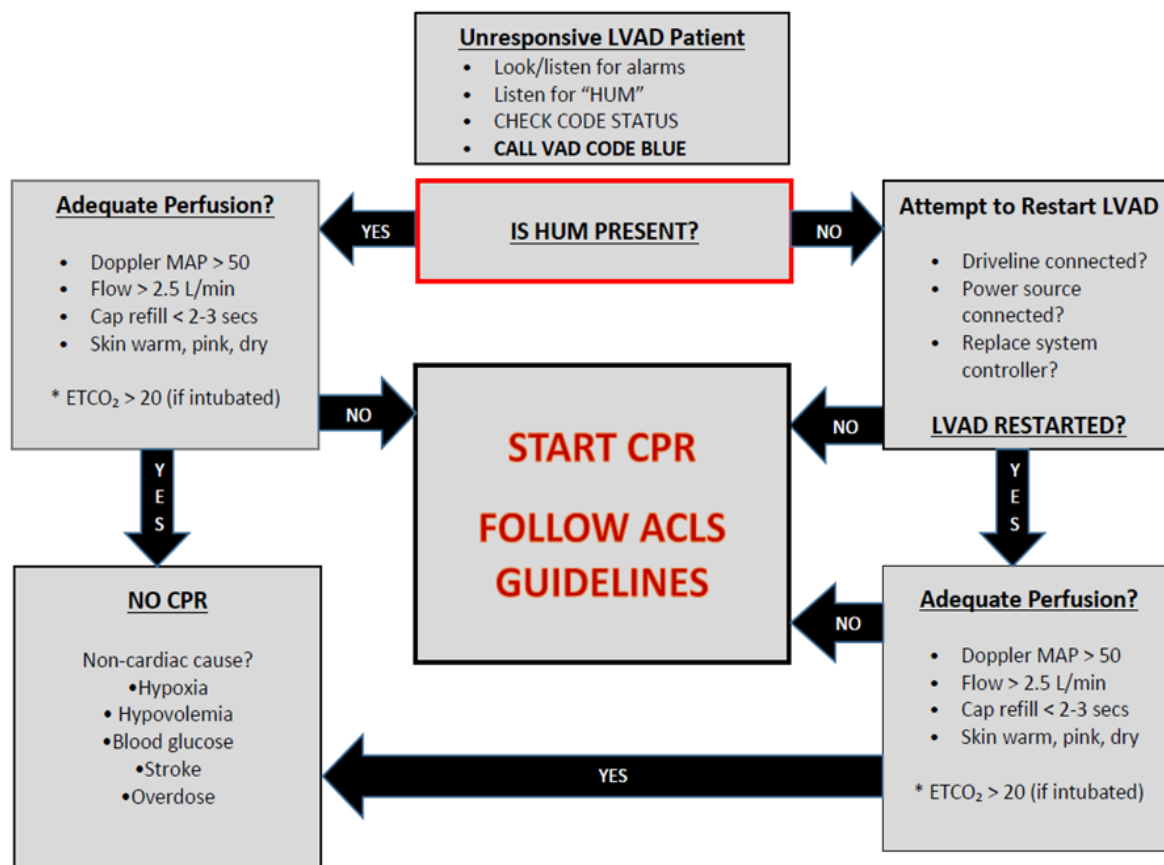 Unresponsive LVAD Patient
• Look/listen for alarms
• Listen for “HUM”
• CHECK CODE STATUS
• CALL VAD CODE BLUE
IS HUM PRESENT?
YES
NO
Adequate Perfusion?
• Doppler MAP > 50
• Flow > 2.5 L/min
• Cap refill < 2-3 secs
• Skin warm, pink, dry
* ETCO₂ > 20 (if intubated)
NO
YES
Attempt to Restart LVAD
• Driveline connected?
• Power source
connected?
• Replace system
controller?
LVAD RESTARTED?
NO
YES
START CPR
FOLLOW ACLS
GUIDELINES
NO CPR
Non-cardiac cause?
•Hypoxia
• Hypovolemia
•Blood glucose
•Stroke
•Overdose
Adequate Perfusion?
• Doppler MAP > 50
• Flow > 2.5 L/min
• Cap refill < 2-3 secs
• Skin warm, pink, dry
* ETCO₂ > 20 (if intubated)
NO
YES